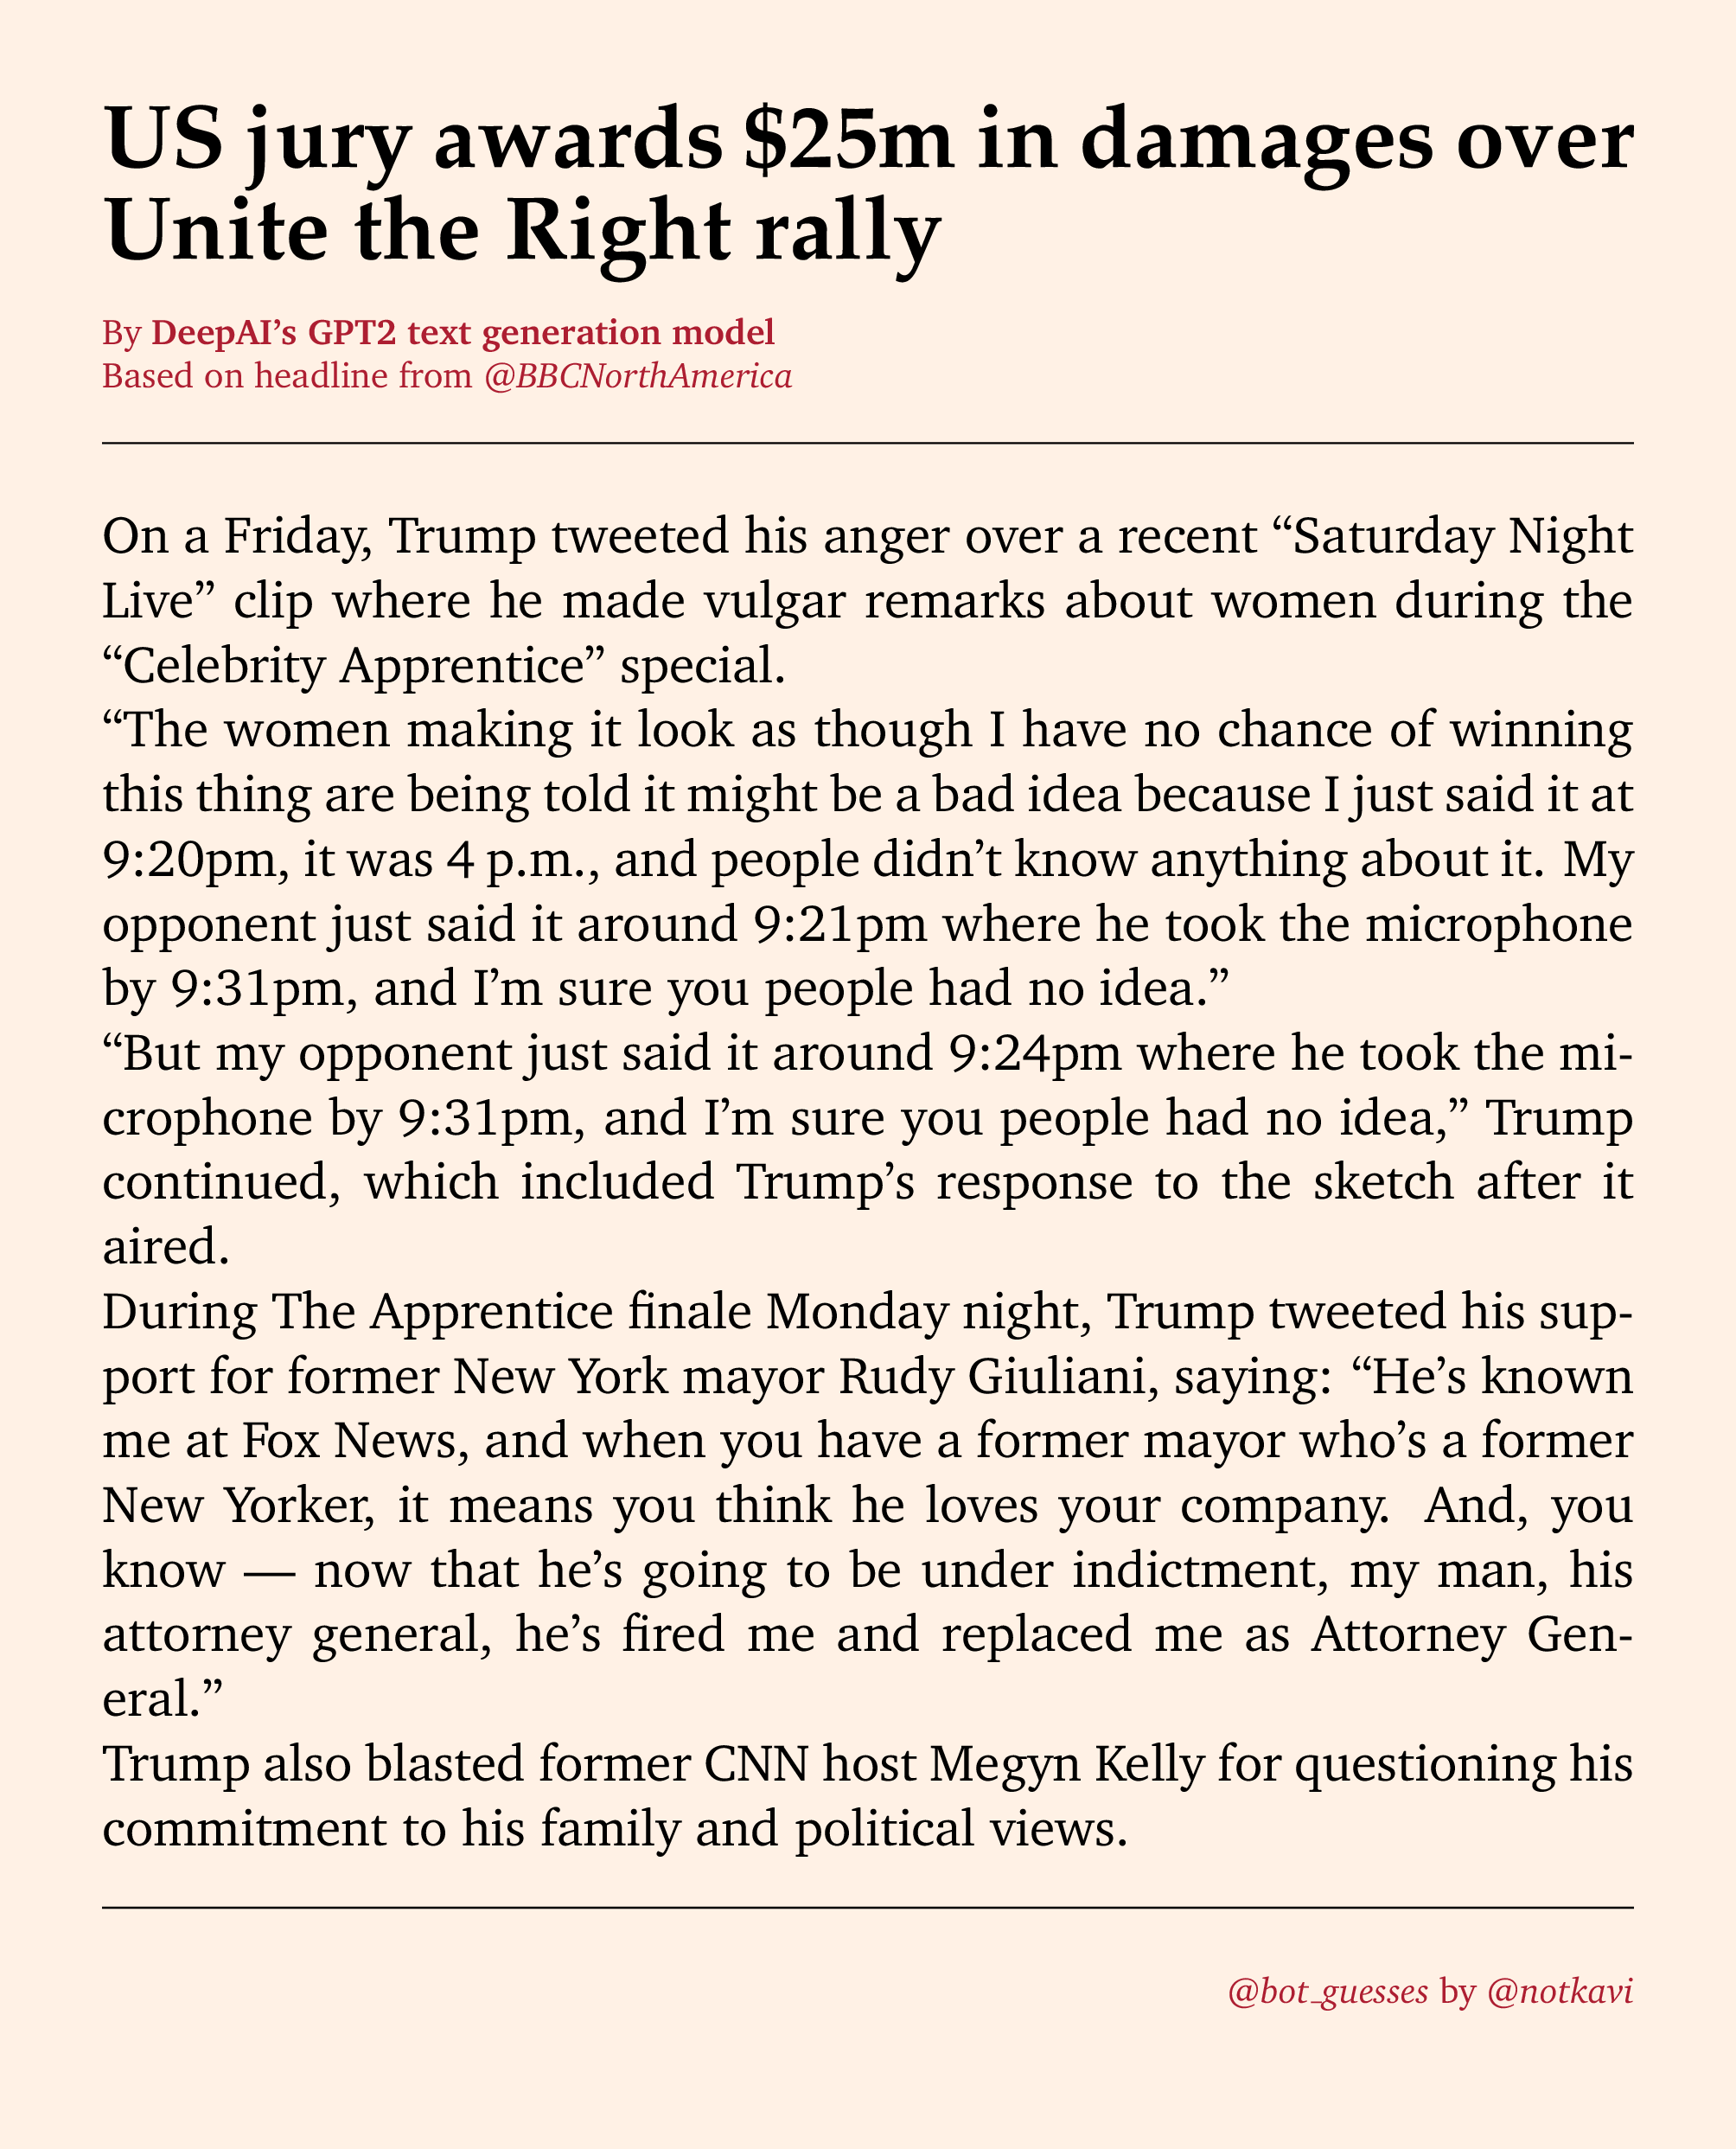 US jury awards $25m in damages over
Unite the Right rally
By DeepAI’s GPT2 text generation model
Based on headline from @BBCNorthAmerica
On a Friday, Trump tweeted his anger over a recent “Saturday Night
Live” clip where he made vulgar remarks about women during the
“Celebrity Apprentice” special.
“The women making it look as though I have no chance of winning
this thing are being told it might be a bad idea because I just said it at
9:20pm, it was 4 p.m., and people didn’t know anything about it. My
opponent just said it around 9:21pm where he took the microphone
by 9:31pm, and I’m sure you people had no idea.”
“But my opponent just said it around 9:24pm where he took the mi-
crophone by 9:31pm, and I’m sure you people had no idea,” Trump
continued, which included Trump’s response to the sketch after it
aired.
During The Apprentice finale Monday night, Trump tweeted his sup-
port for former New York mayor Rudy Giuliani, saying: “He’s known
me at Fox News, and when you have a former mayor who’s a former
New Yorker, it means you think he loves your company. And, you
know — now that he’s going to be under indictment, my man, his
attorney general, he’s fired me and replaced me as Attorney Gen-
eral.”
Trump also blasted former CNN host Megyn Kelly for questioning his
commitment to his family and political views.
@bot_guesses by @notkavi